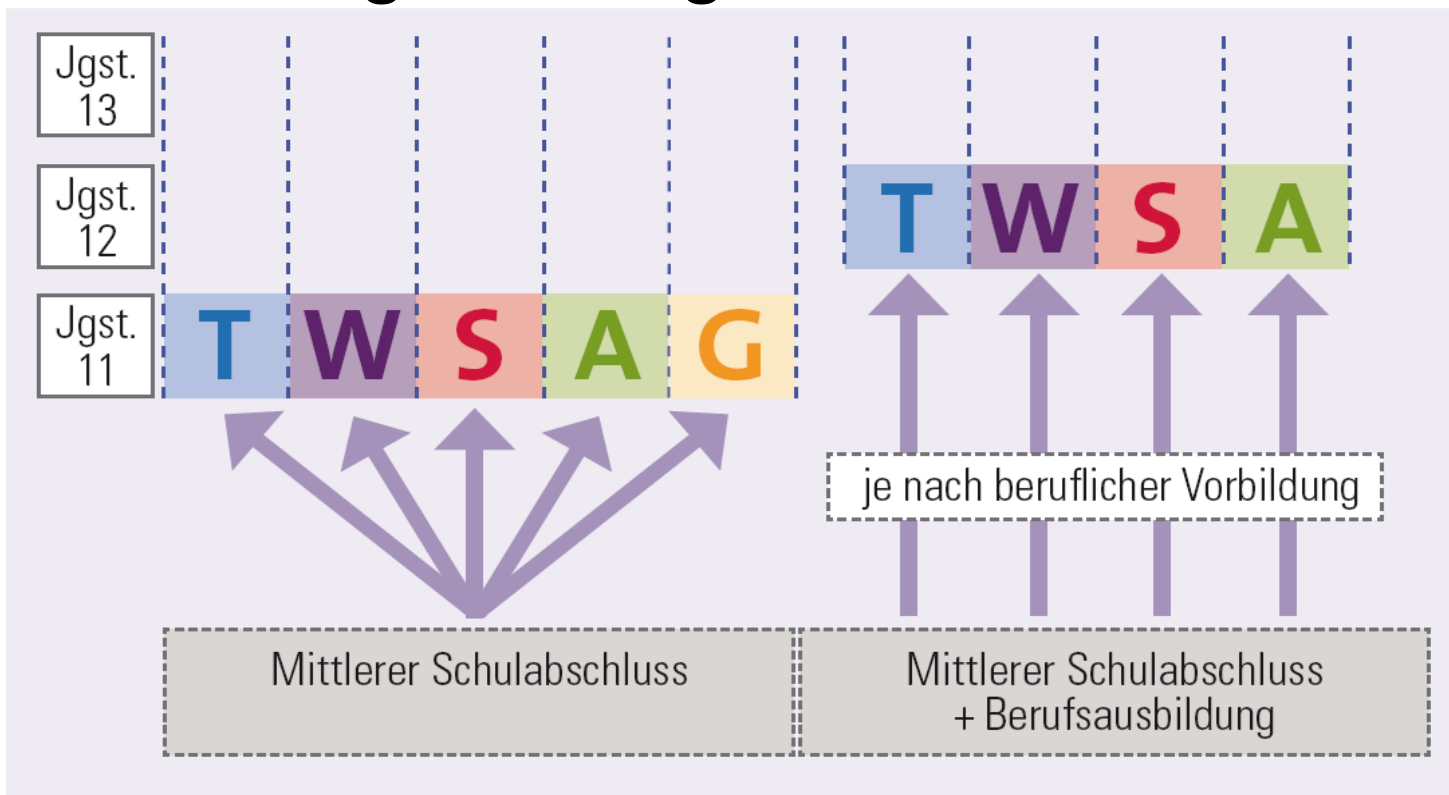 Jgst.
13
Jgst.
12
T W S A
Jgst.
11
T W S A G
je nach beruflicher Vorbildung
Mittlerer Schulabschluss
Mittlerer Schulabschluss
+ Berufsausbildung